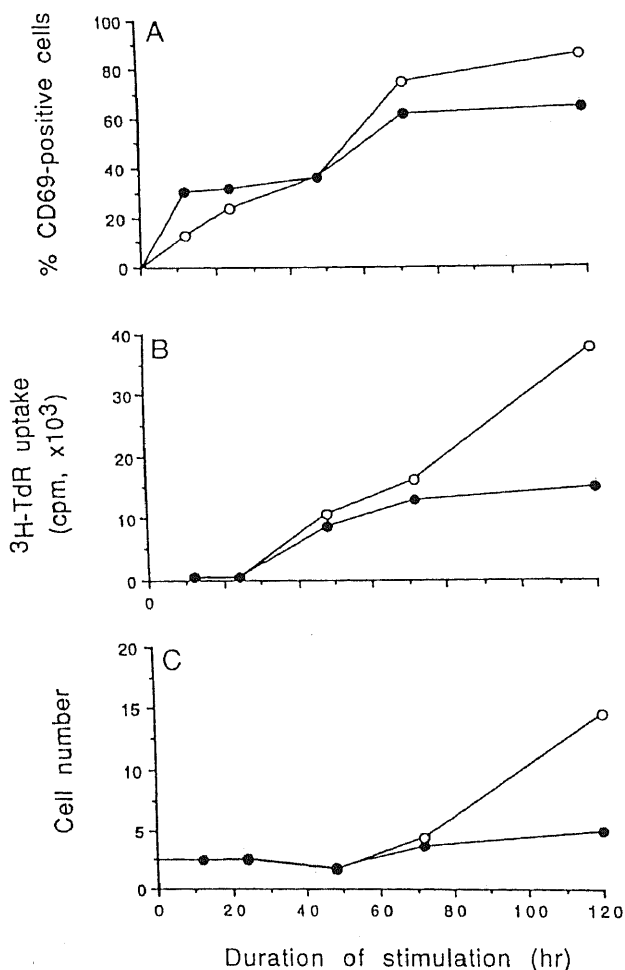 A
% CD69-positive cells
100
80
60
40
20
0
B
3H-TdR uptake
(cpm, x103)
40
30
20
10
0
0
C
Cell number
20
15
10
5
0
0 20 40 60 80 100 120
Duration of stimulation (hr)